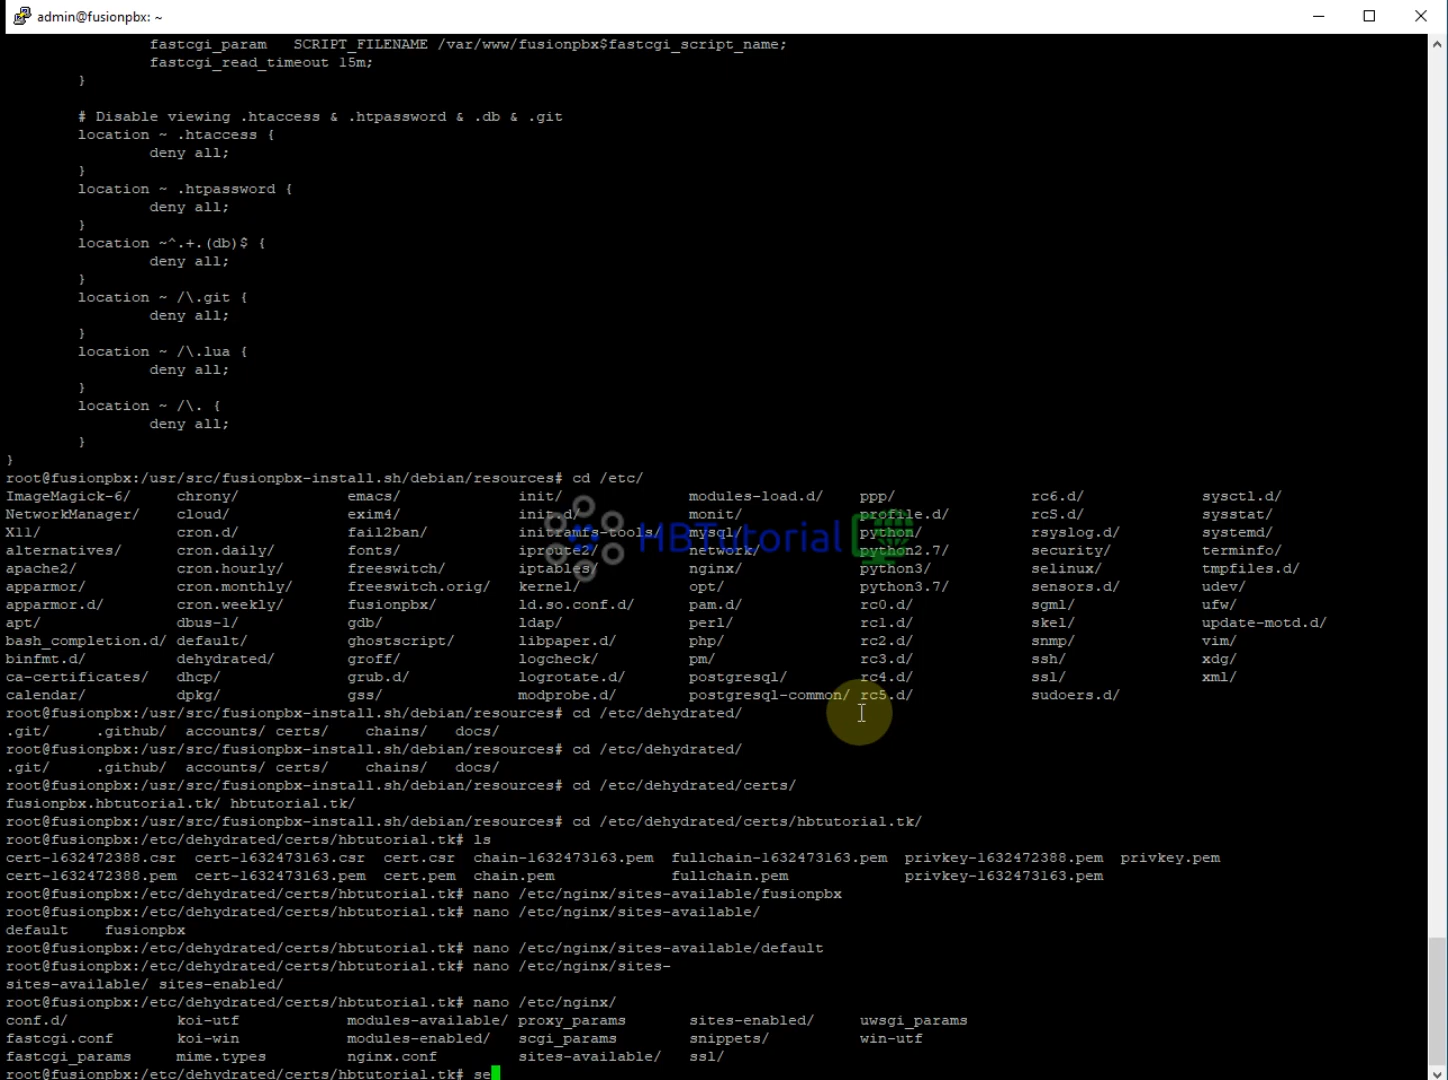 admin@fusionpbx: ~
fastcgi_param   SCRIPT_FILENAME /var/www/fusionpbx$fastcgi_script_name;
fastcgi_read_timeout 15m;
}
# Disable viewing .htaccess & .htpassword & .db & .git
location ~ .htaccess {
deny all;
}
location ~ .htpassword {
deny all;
}
location ~^.+.(db)$ {
deny all;
}
location ~ /\.git {
deny all;
}
location ~ /\.lua {
deny all;
}
location ~ /\. {
deny all;
}
}
root@fusionpbx:/usr/src/fusionpbx-install.sh/debian/resources# cd /etc/
ImageMagick-6/ chrony/ emacs/ init/ modules-load.d/ ppp/ rc6.d/ sysctl.d/
NetworkManager/ cloud/ exim4/ init.d/ monit/ profile.d/ rcS.d/ sysstat/
X11/ cron.d/ fail2ban/ initramfs-tools/ mysql/ python/ rsyslog.d/ systemd/
HBTutorial
alternatives/ cron.daily/ fonts/ iproute2/ network/ python2.7/ security/ terminfo/
apache2/ cron.hourly/ freeswitch/ iptables/ nginx/ python3/ selinux/ tmpfiles.d/
apparmor/ cron.monthly/ freeswitch.orig/ kernel/ opt/ python3.7/ sensors.d/ udev/
apparmor.d/ cron.weekly/ fusionpbx/ ld.so.conf.d/ pam.d/ rc0.d/ sgml/ ufw/
apt/ dbus-1/ gdb/ ldap/ perl/ rc1.d/ skel/ update-motd.d/
bash_completion.d/ default/ ghostscript/ libpaper.d/ php/ rc2.d/ snmp/ vim/
binfmt.d/ dehydrated/ groff/ logcheck/ pm/ rc3.d/ ssh/ xdg/
ca-certificates/ dhcp/ grub.d/ logrotate.d/ postgresql/ rc4.d/ ssl/ xml/
calendar/ dpkg/ gss/ modprobe.d/ postgresql-common/ rc5.d/ sudoers.d/
root@fusionpbx:/usr/src/fusionpbx-install.sh/debian/resources# cd /etc/dehydrated/
.git/ .github/ accounts/ certs/ chains/ docs/
root@fusionpbx:/usr/src/fusionpbx-install.sh/debian/resources# cd /etc/dehydrated/
.git/ .github/ accounts/ certs/ chains/ docs/
root@fusionpbx:/usr/src/fusionpbx-install.sh/debian/resources# cd /etc/dehydrated/certs/
fusionpbx.hbtutorial.tk/ hbtutorial.tk/
root@fusionpbx:/usr/src/fusionpbx-install.sh/debian/resources# cd /etc/dehydrated/certs/hbtutorial.tk/
root@fusionpbx:/etc/dehydrated/certs/hbtutorial.tk# ls
cert-1632472388.csr cert-1632473163.csr cert.csr chain-1632473163.pem fullchain-1632473163.pem privkey-1632472388.pem privkey.pem
cert-1632472388.pem cert-1632473163.pem cert.pem chain.pem fullchain.pem privkey-1632473163.pem
root@fusionpbx:/etc/dehydrated/certs/hbtutorial.tk# nano /etc/nginx/sites-available/fusionpbx
root@fusionpbx:/etc/dehydrated/certs/hbtutorial.tk# nano /etc/nginx/sites-available/
default fusionpbx
root@fusionpbx:/etc/dehydrated/certs/hbtutorial.tk# nano /etc/nginx/sites-available/default
root@fusionpbx:/etc/dehydrated/certs/hbtutorial.tk# nano /etc/nginx/sites-
sites-available/ sites-enabled/
root@fusionpbx:/etc/dehydrated/certs/hbtutorial.tk# nano /etc/nginx/
conf.d/ koi-utf modules-available/ proxy_params sites-enabled/ uwsgi_params
fastcgi.conf koi-win modules-enabled/ scgi_params snippets/ win-utf
fastcgi_params mime.types nginx.conf sites-available/ ssl/
root@fusionpbx:/etc/dehydrated/certs/hbtutorial.tk# se